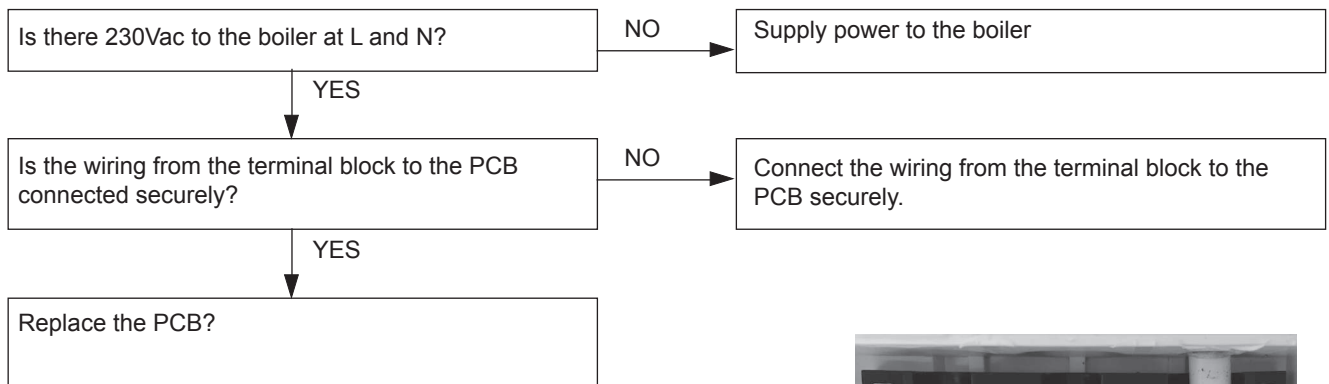 Is there 230Vac to the boiler at L and N?
NO
Supply power to the boiler
YES
Is the wiring from the terminal block to the PCB
connected securely?
NO
Connect the wiring from the terminal block to the
PCB securely.
YES
Replace the PCB?